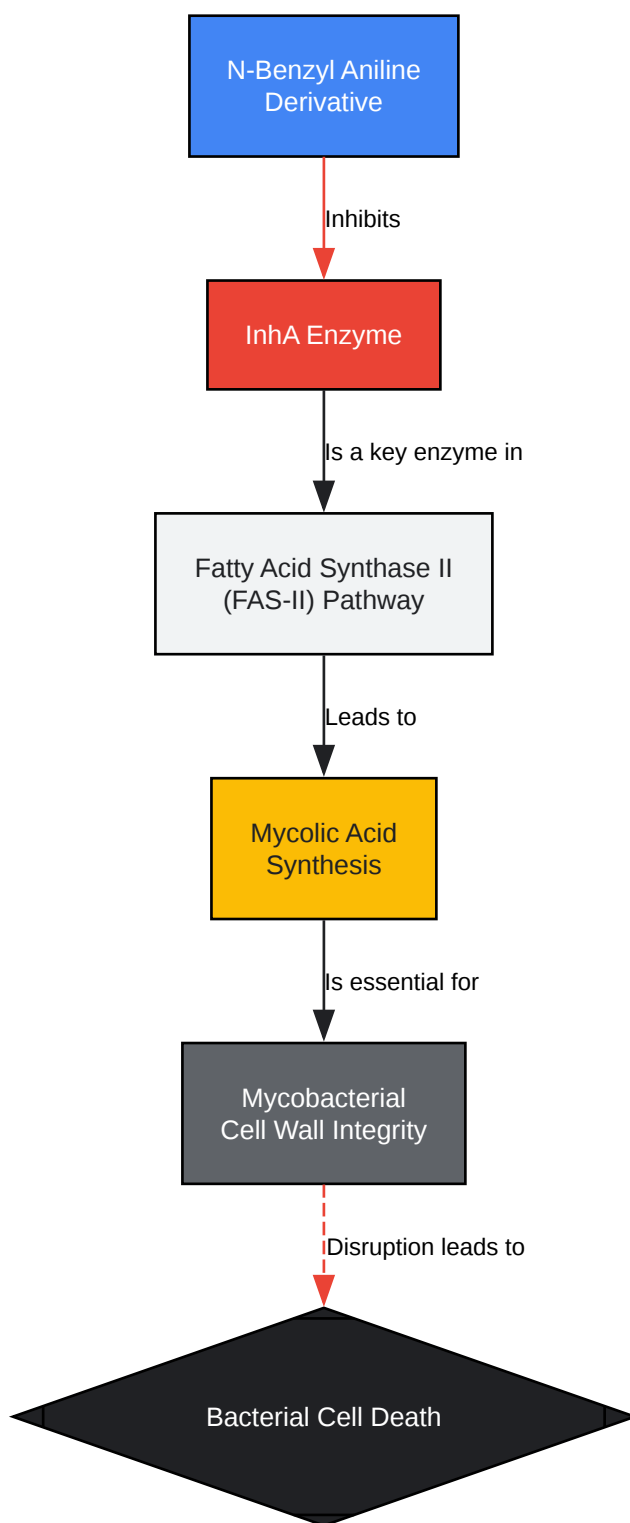 N-Benzyl Aniline
Derivative
Inhibits
InhA Enzyme
Is a key enzyme in
Fatty Acid Synthase II
(FAS-II) Pathway
Leads to
Mycolic Acid
Synthesis
Is essential for
Mycobacterial
Cell Wall Integrity
Disruption leads to
Bacterial Cell Death